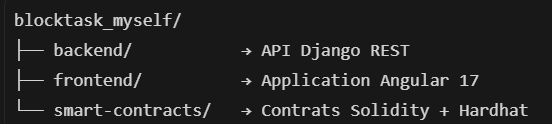 blocktask_myself/
├── backend/ → API Django REST
├── frontend/ → Application Angular 17
└── smart-contracts/ → Contrats Solidity + Hardhat